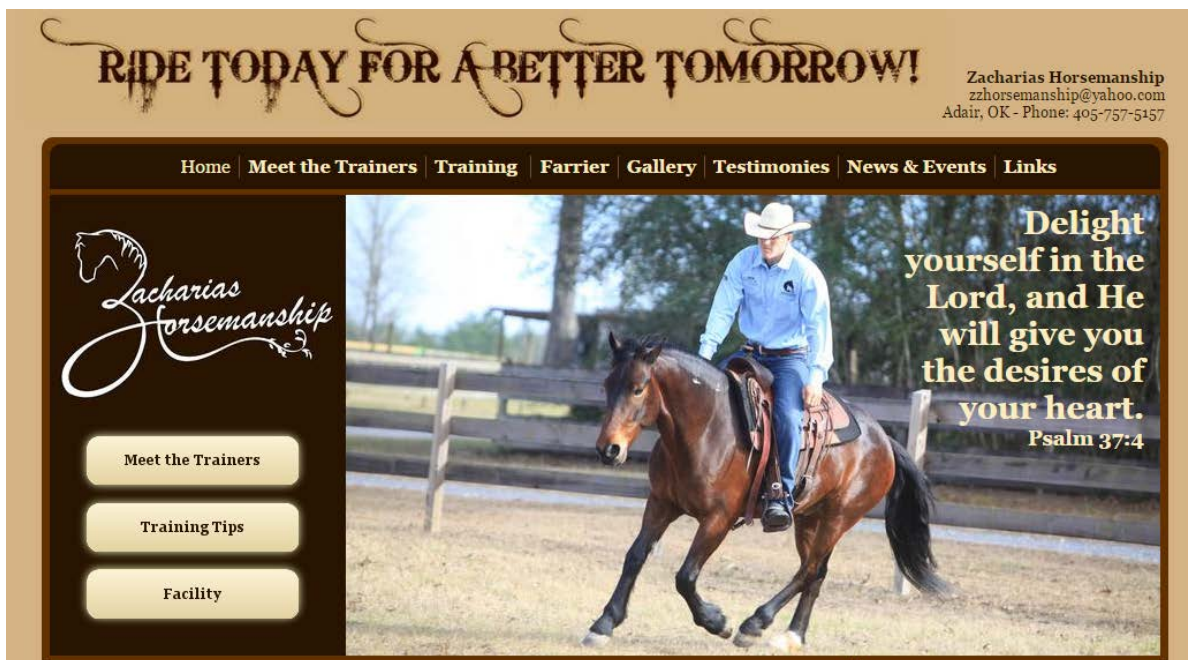 RIDE TODAY FOR A BETTER TOMORROW!
Zacharias Horsemanship
zzhorsemanship@yahoo.com
Adair, OK - Phone: 405-757-5157
Home Meet the Trainers Training Farrier Gallery Testimonies News & Events Links
Zacharias
Horsemanship
Meet the Trainers
Training Tips
Facility
Delight
yourself in the
Lord, and He
will give you
the desires of
your heart.
Psalm 37:4